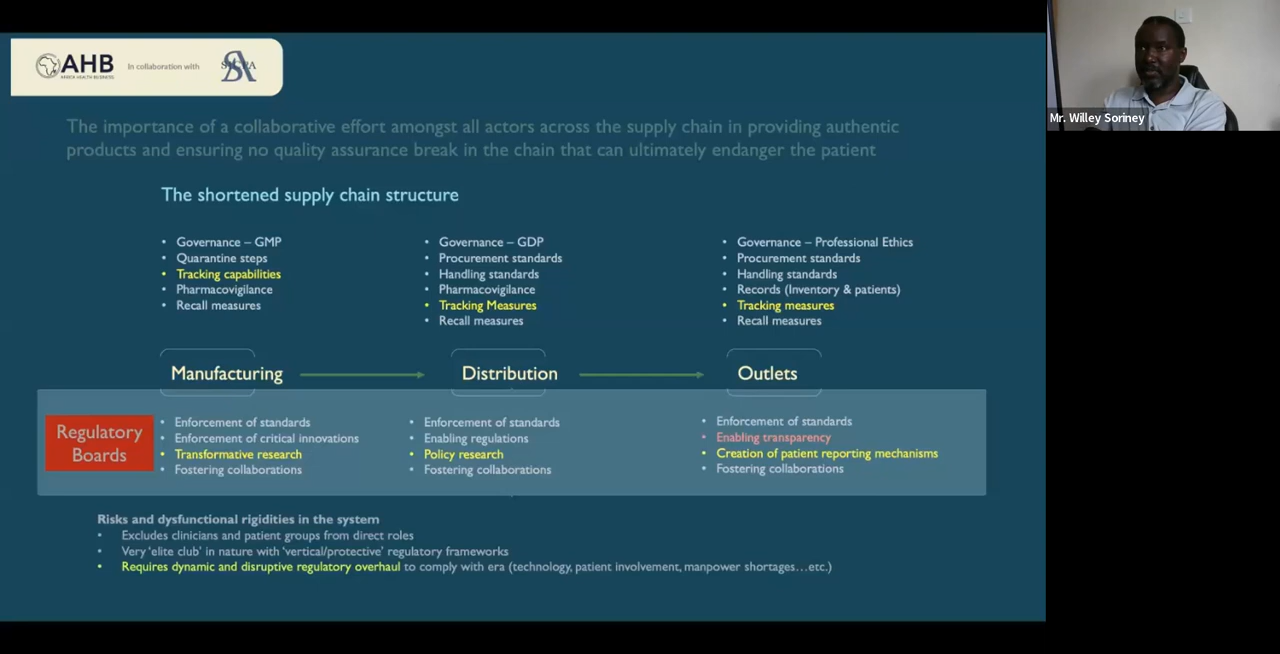 AHB
AFRICA HEALTH BUSINESS
In collaboration with
Mr. Willey Soriney
The importance of a collaborative effort amongst all actors across the supply chain in providing authentic
products and ensuring no quality assurance break in the chain that can ultimately endanger the patient
The shortened supply chain structure
• Governance – GMP
• Quarantine steps
• Tracking capabilities
• Pharmacovigilance
• Recall measures
• Governance – GDP
• Procurement standards
• Handling standards
• Pharmacovigilance
• Tracking Measures
• Recall measures
• Governance – Professional Ethics
• Procurement standards
• Handling standards
• Records (Inventory & patients)
• Tracking measures
• Recall measures
Manufacturing
Distribution
Outlets
Regulatory
Boards
• Enforcement of standards
• Enforcement of critical innovations
• Transformative research
• Fostering collaborations
• Enforcement of standards
• Enabling regulations
• Policy research
• Fostering collaborations
• Enforcement of standards
• Enabling transparency
• Creation of patient reporting mechanisms
• Fostering collaborations
Risks and dysfunctional rigidities in the system
• Excludes clinicians and patient groups from direct roles
• Very ‘elite club’ in nature with ‘vertical/protective’ regulatory frameworks
• Requires dynamic and disruptive regulatory overhaul to comply with era (technology, patient involvement, manpower shortages…etc.)